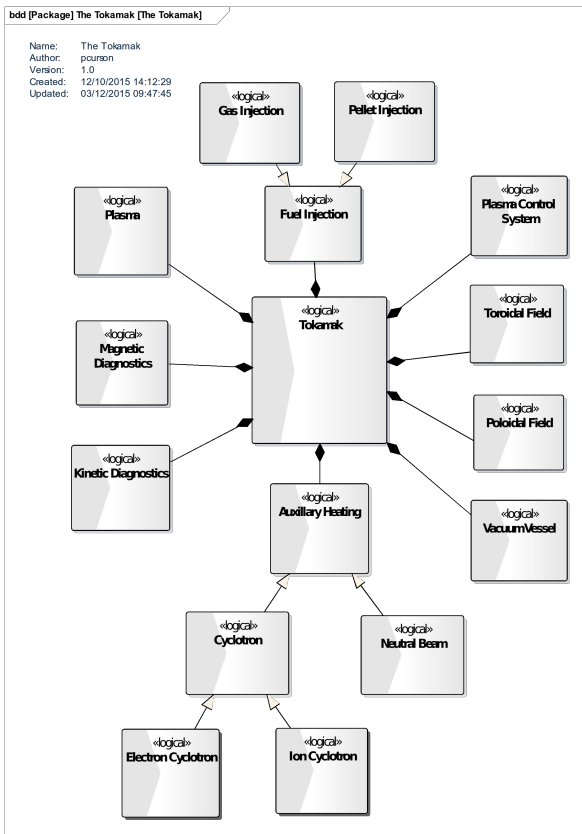 bdd [Package] The Tokamak [The Tokamak]
Name: The Tokamak
Author: pcurson
Version: 1.0
Created: 12/10/2015 14:12:29
Updated: 03/12/2015 09:47:45
«logical»
Gas Injection
«logical»
Pellet Injection
«logical»
Plasma
«logical»
Fuel Injection
«logical»
Plasma Control
System
«logical»
Tokamak
«logical»
Toroidal Field
«logical»
Magnetic
Diagnostics
«logical»
Poloidal Field
«logical»
Kinetic Diagnostics
«logical»
Auxillary Heating
«logical»
Vacuum Vessel
«logical»
Cyclotron
«logical»
Neutral Beam
«logical»
Electron Cyclotron
«logical»
Ion Cyclotron